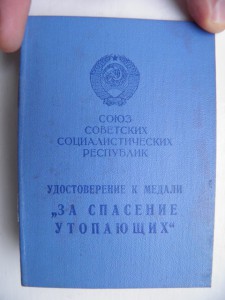 СОЮЗ
СОВЕТСКИХ
СОЦИАЛИСТИЧЕСКИХ
РЕСПУБЛИК
УДОСТОВЕРЕНИЕ К МЕДАЛИ
„ЗА СПАСЕНИЕ
УТОПАЮЩИХ“